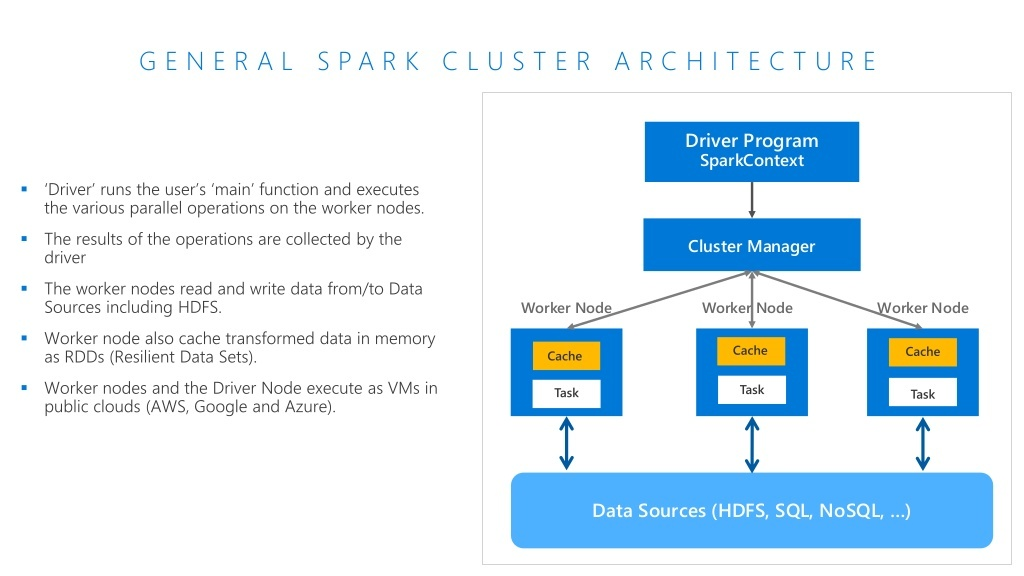 GENERAL SPARK CLUSTER ARCHITECTURE
‘Driver’ runs the user’s ‘main’ function and executes
the various parallel operations on the worker nodes.
The results of the operations are collected by the
driver
The worker nodes read and write data from/to Data
Sources including HDFS.
Worker node also cache transformed data in memory
as RDDs (Resilient Data Sets).
Worker nodes and the Driver Node execute as VMs in
public clouds (AWS, Google and Azure).
Driver Program
SparkContext
Cluster Manager
Worker Node
Worker Node
Worker Node
Cache
Cache
Cache
Task
Task
Task
Data Sources (HDFS, SQL, NoSQL, ...)